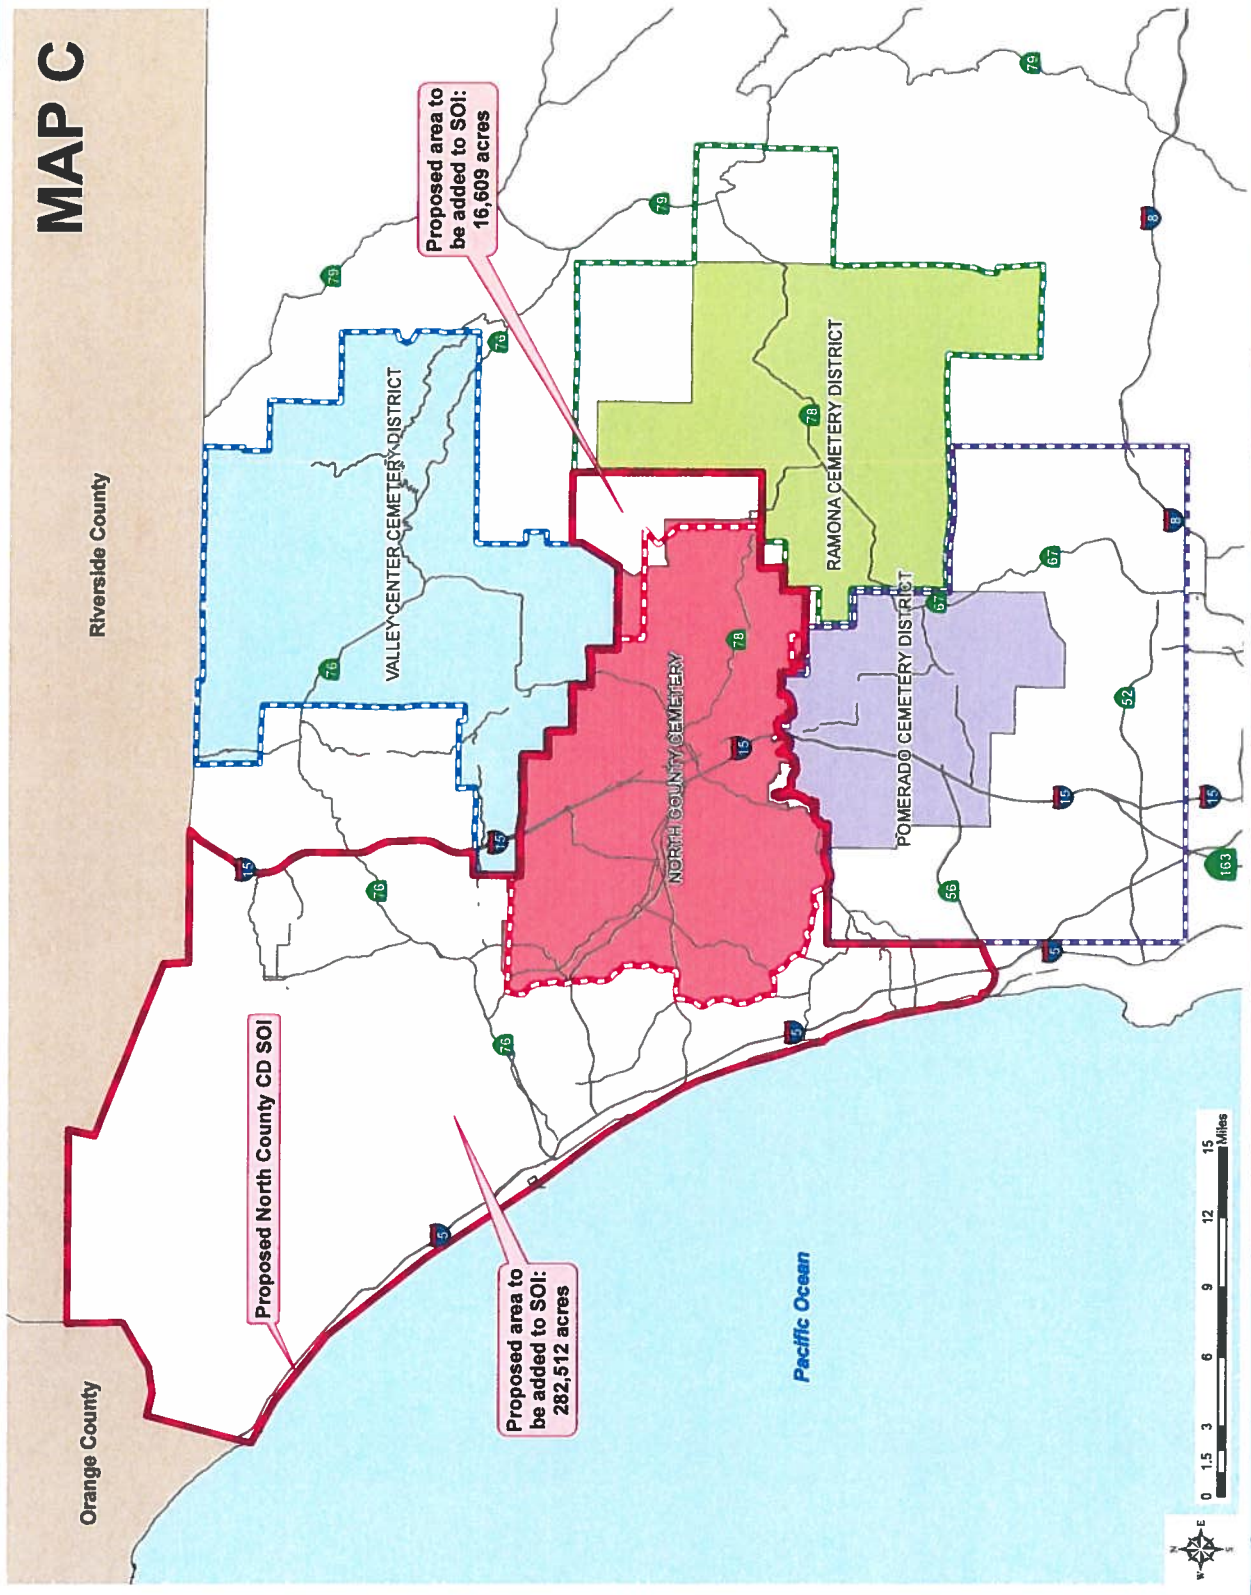 MAP C
Riverside County
Orange County
Proposed area to
be added to SOI:
16,609 acres
79
79
79
76
76
76
76
VALLEY CENTER CEMETERY DISTRICT
15
15
Proposed North County CD SOI
RAMONA CEMETERY DISTRICT
78
78
NORTH COUNTY CEMETERY
15
POMERADO CEMETERY DISTRICT
67
67
8
8
52
56
15
15
163
5
5
5
Proposed area to
be added to SOI:
282,512 acres
Pacific Ocean
0 1.5 3 6 9 12 15
Miles
N
W E
S